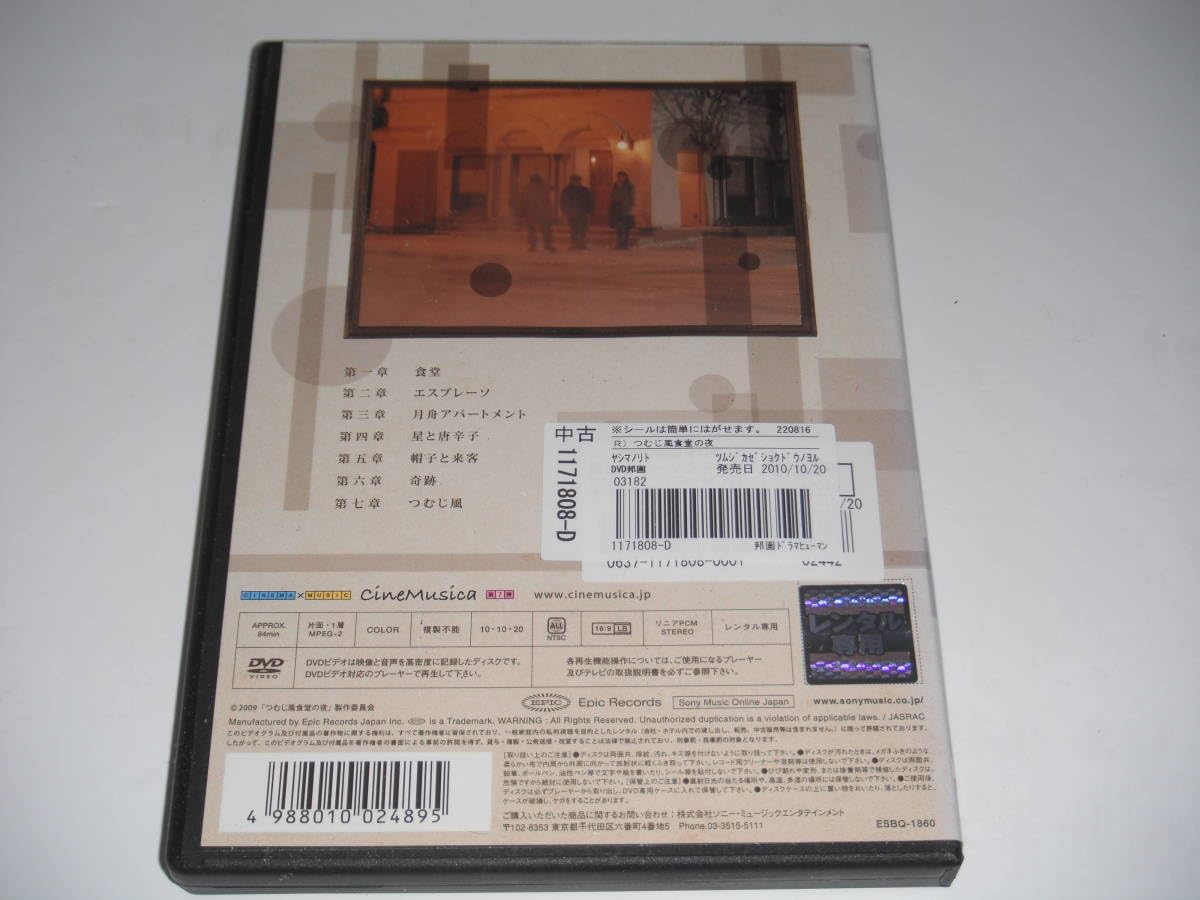 第一章 食堂
第二章 エスプレーソ
第三章 月舟アパートメント
第四章 星と唐辛子
第五章 帽子と来客
第六章 奇跡
第七章 つむじ風
中古
1171808-D
※シールは簡単にはがせます。 220816
R) つむじ風食堂の夜
ヤシマノリト ツムジカゼショクドウノヨル
DVD邦画 発売日 2010/10/20
03182
/20
1171808-D 邦画ドラマヒューマン
0637-1171808-0001 02442
CINEMA×MUSIC CineMusica 第7弾 www.cinemusica.jp
APPROX. 84min 片面・1層 MPEG-2 COLOR 複製不能 10・10・20 ALL NTSC 16:9 LB リニアPCM STEREO レンタル専用
レンタル専用
DVD VIDEO
DVDビデオは映像と音声を高密度に記録したディスクです。
DVDビデオ対応のプレーヤーで再生して下さい。
各再生機能操作については、ご使用になるプレーヤー
及びテレビの取扱説明書を必ずご参照下さい。
©2009「つむじ風食堂の夜」製作委員会
EPIC Epic Records Sony Music Online Japan www.sonymusic.co.jp/
Manufactured by Epic Records Japan Inc. EPIC is a Trademark. WARNING : All Rights Reserved. Unauthorized duplication is a violation of applicable laws. / JASRAC
ご購入いただいた商品に関するお問い合わせ：株式会社ソニー・ミュージックエンタテインメント
〒102-8353 東京都千代田区六番町4番地5 Phone.03-3515-5111
ESBQ-1860
4 988010 024895